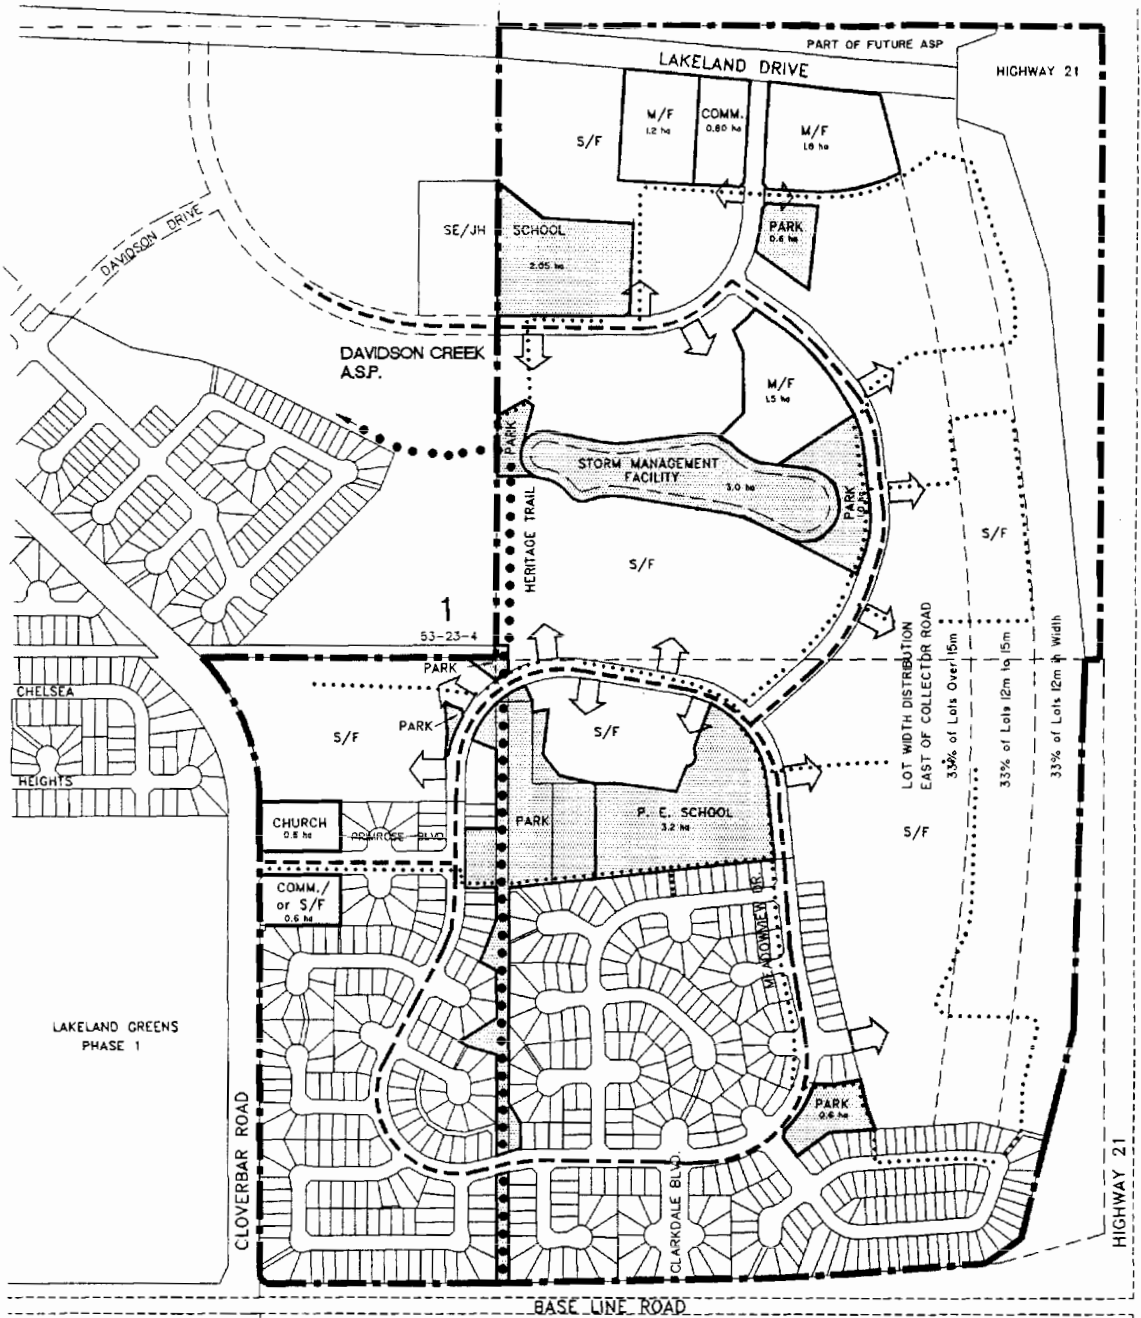 PART OF FUTURE ASP
LAKELAND DRIVE
HIGHWAY 21
M/F
1.2 ha
COMM.
0.80 ha
M/F
1.8 ha
S/F
DAVIDSON DRIVE
SE/JH SCHOOL
2.05 ha
PARK
0.6 ha
DAVIDSON CREEK
A.S.P.
M/F
1.5 ha
PARK
STORM MANAGEMENT
FACILITY
5.0 ha
PARK
HERITAGE TRAIL
S/F
S/F
1
53-23-4
PARK
LOT WIDTH DISTRIBUTION
EAST OF COLLECTOR ROAD
33% of Lots Over 15m
33% of Lots 12m to 15m
33% of Lots 12m in Width
CHELSEA
HEIGHTS
S/F
PARK
S/F
CHURCH
0.6 ha
PRIMROSE BLVD.
PARK
P. E. SCHOOL
3.2 ha
S/F
COMM./
or S/F
0.6 ha
MEADOWVIEW DR.
LAKELAND GREENS
PHASE 1
PARK
0.6 ha
CLOVERBAR ROAD
CLARKDALE BLVD.
HIGHWAY 21
BASE LINE ROAD